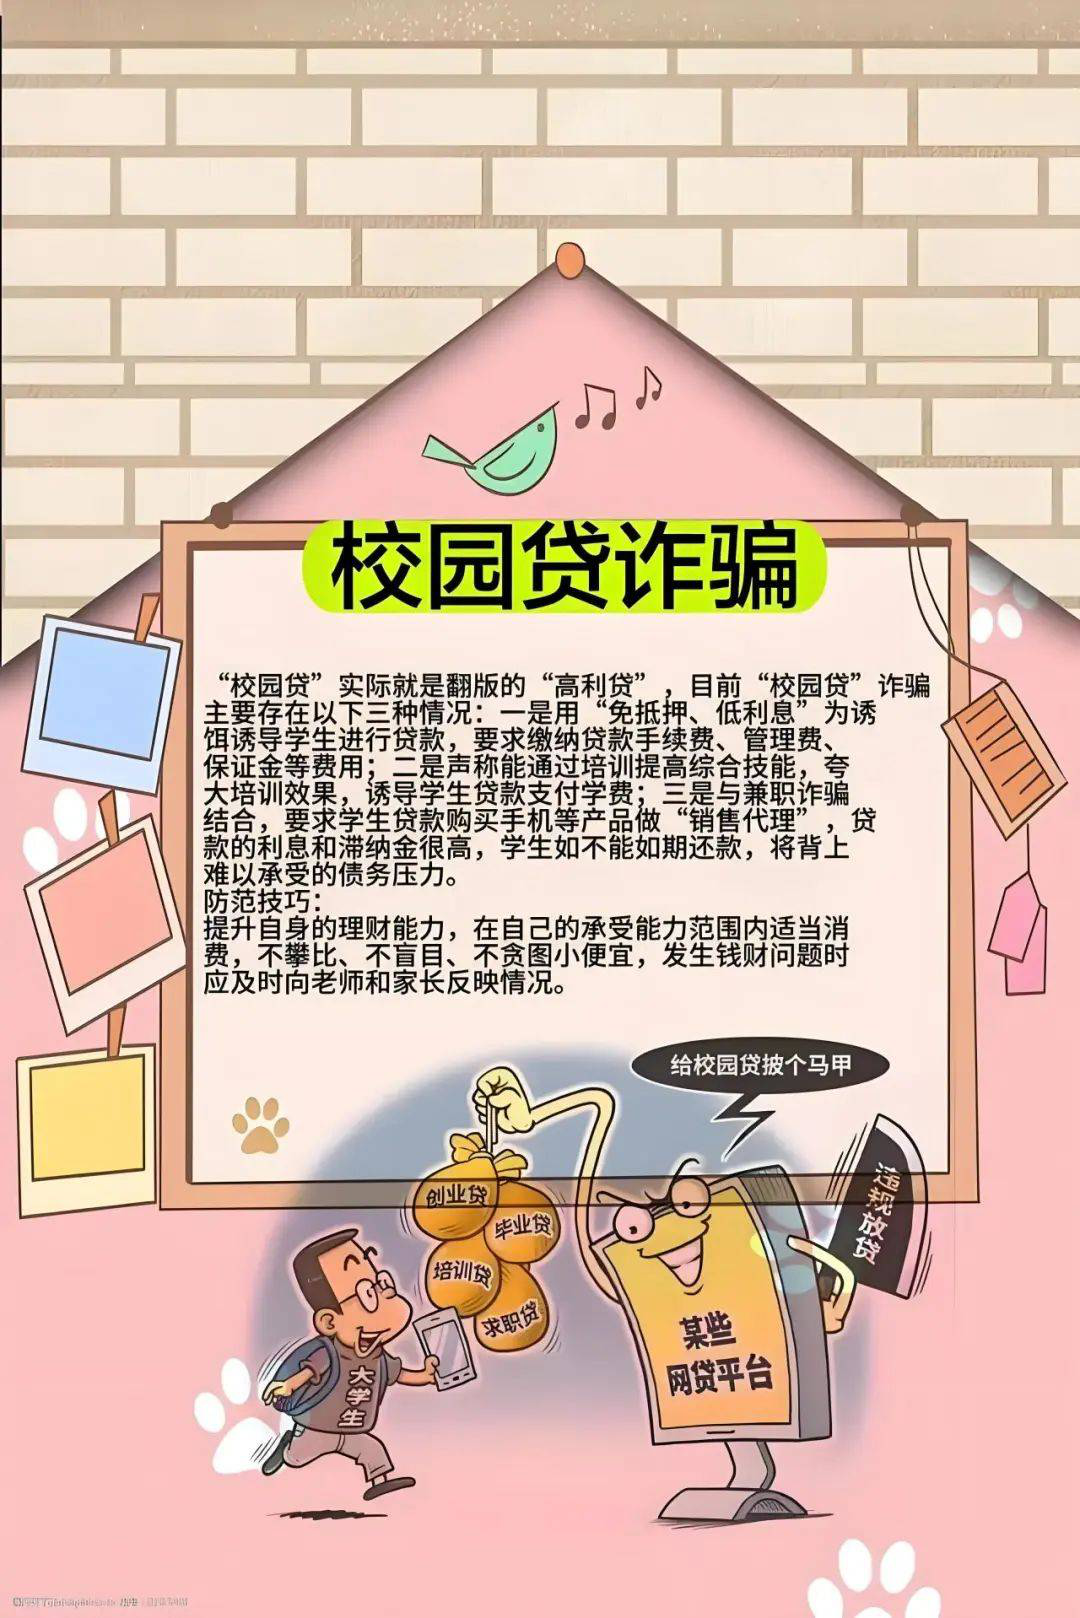 校园贷诈骗
“校园贷”实际就是翻版的“高利贷”，目前“校园贷”诈骗
主要存在以下三种情况：一是用“免抵押、低利息”为诱
饵诱导学生进行贷款，要求缴纳贷款手续费、管理费、
保证金等费用；二是声称能通过培训提高综合技能，夸
大培训效果，诱导学生贷款支付学费；三是与兼职诈骗
结合，要求学生贷款购买手机等产品做“销售代理”，贷
款的利息和滞纳金很高，学生如不能如期还款，将背上
难以承受的债务压力。
防范技巧：
提升自身的理财能力，在自己的承受能力范围内适当消
费，不攀比、不盲目、不贪图小便宜，发生钱财问题时
应及时向老师和家长反映情况。
给校园贷披个马甲
创业贷
毕业贷
培训贷
求职贷
违规放贷
某些
网贷平台
大学生